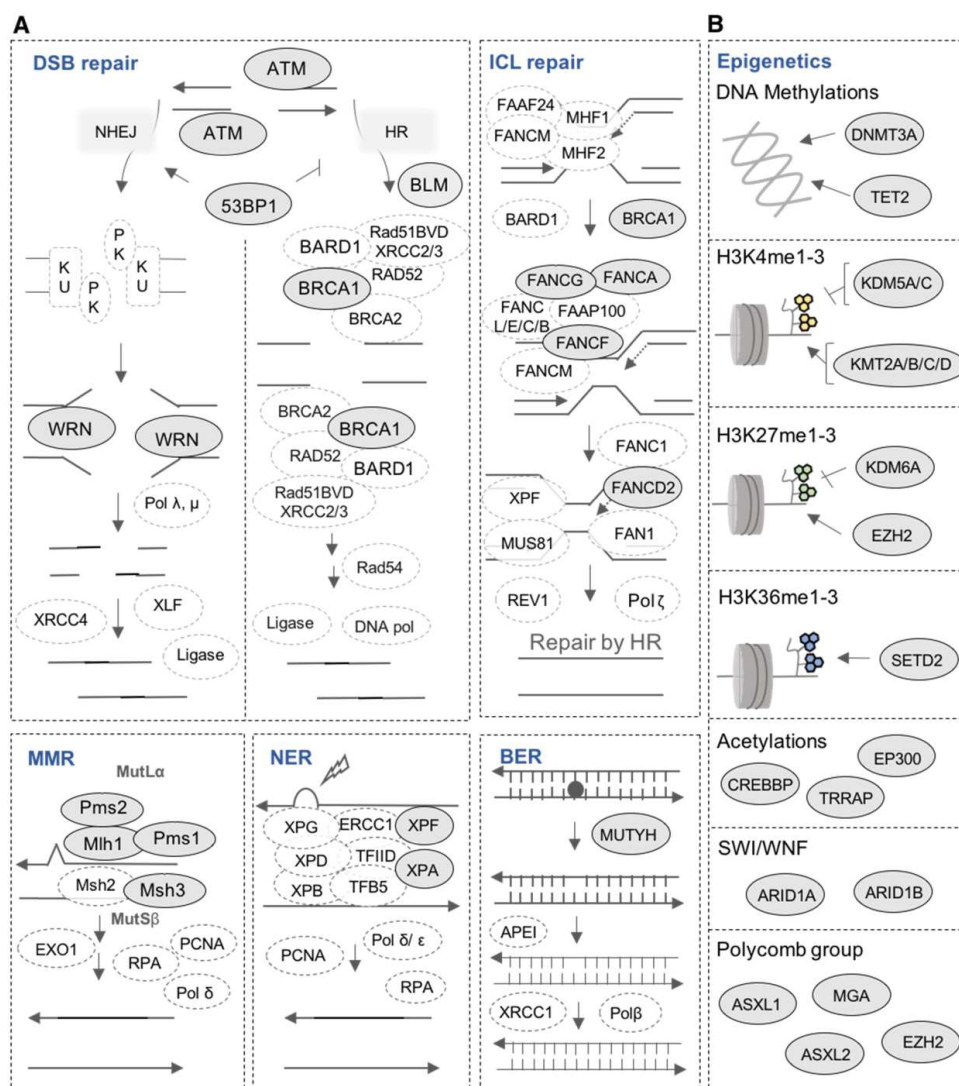 A
DSB repair
ATM
NHEJ
ATM
HR
BLM
53BP1
P
K
K
U
P
K
K
U
BARD1
Rad51BVD
XRCC2/3
RAD52
BRCA1
BRCA2
WRN
WRN
BRCA2
BRCA1
RAD52
BARD1
Rad51BVD
XRCC2/3
Pol λ, μ
Rad54
XRCC4
XLF
Ligase
Ligase
DNA pol
ICL repair
FAAF24
MHF1
FANCM
MHF2
BARD1
BRCA1
FANCG
FANCA
FANC
L/E/C/B
FAAP100
FANCF
FANCM
FANC1
XPF
FANCD2
MUS81
FAN1
REV1
Pol ζ
Repair by HR
MMR
MutLα
Pms2
Mlh1
Pms1
Msh2
Msh3
MutSβ
EXO1
RPA
PCNA
Pol δ
NER
XPG
ERCC1
XPF
XPD
TFIID
XPA
XPB
TFB5
PCNA
Pol δ/ ε
RPA
BER
MUTYH
APEI
XRCC1
Polβ
B
Epigenetics
DNA Methylations
DNMT3A
TET2
H3K4me1-3
KDM5A/C
KMT2A/B/C/D
H3K27me1-3
KDM6A
EZH2
H3K36me1-3
SETD2
Acetylations
EP300
CREBBP
TRRAP
SWI/WNF
ARID1A
ARID1B
Polycomb group
ASXL1
MGA
ASXL2
EZH2